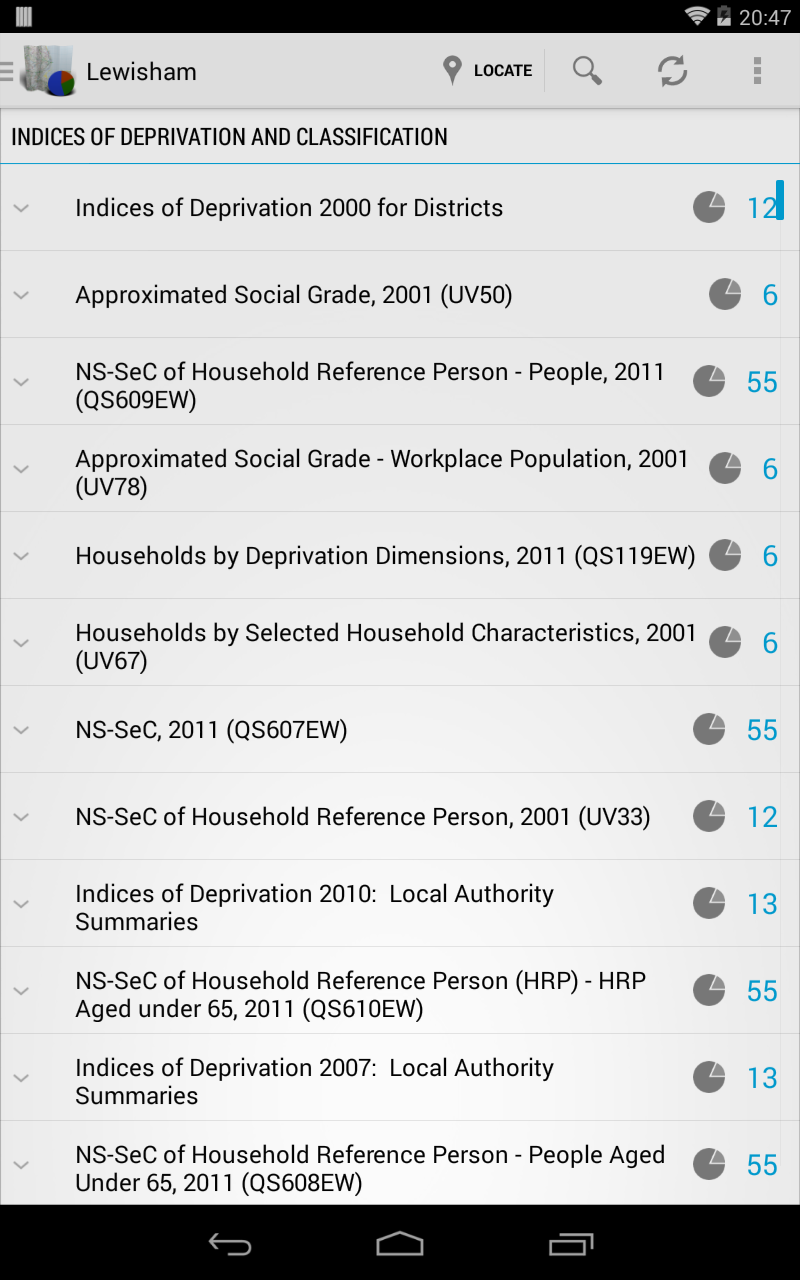 20:47
Lewisham
LOCATE
INDICES OF DEPRIVATION AND CLASSIFICATION
Indices of Deprivation 2000 for Districts 12
Approximated Social Grade, 2001 (UV50) 6
NS-SeC of Household Reference Person - People, 2011
(QS609EW) 55
Approximated Social Grade - Workplace Population, 2001
(UV78) 6
Households by Deprivation Dimensions, 2011 (QS119EW) 6
Households by Selected Household Characteristics, 2001
(UV67) 6
NS-SeC, 2011 (QS607EW) 55
NS-SeC of Household Reference Person, 2001 (UV33) 12
Indices of Deprivation 2010:  Local Authority
Summaries 13
NS-SeC of Household Reference Person (HRP) - HRP
Aged under 65, 2011 (QS610EW) 55
Indices of Deprivation 2007:  Local Authority
Summaries 13
NS-SeC of Household Reference Person - People Aged
Under 65, 2011 (QS608EW) 55